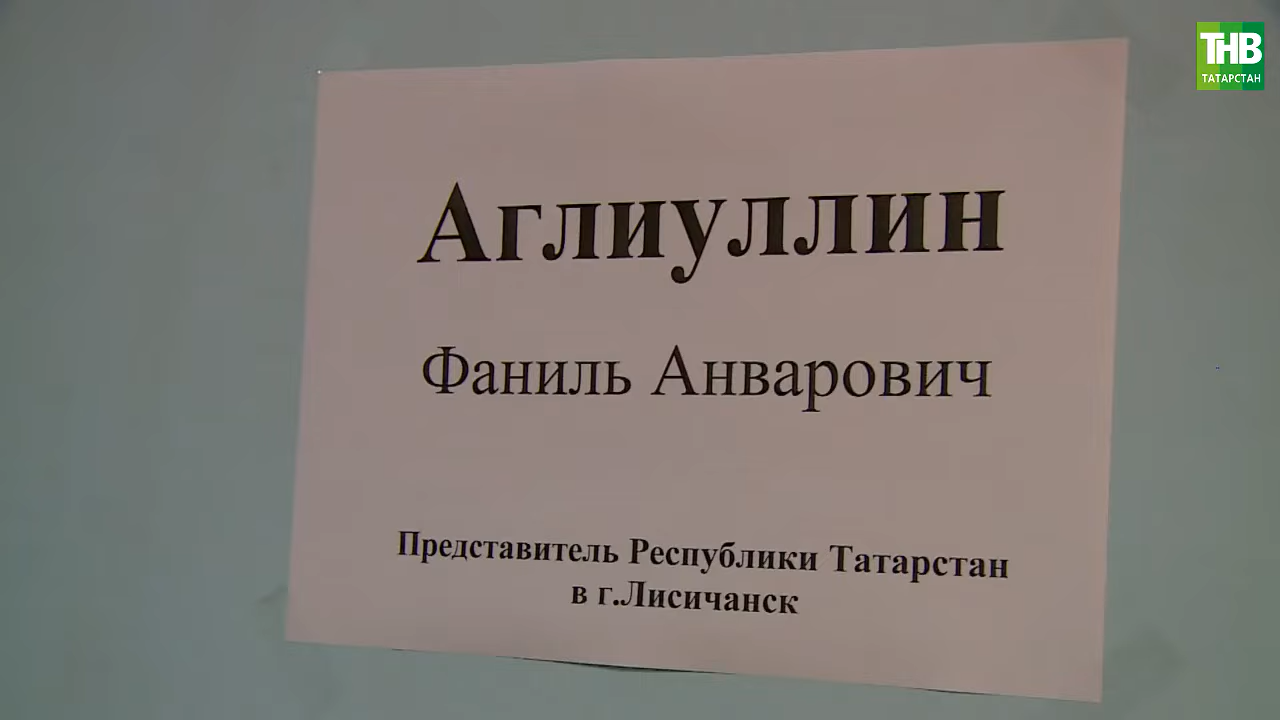 ТНВ
ТАТАРСТАН
Аглиуллин
Фаниль Анварович
Представитель Республики Татарстан
в г.Лисичанск